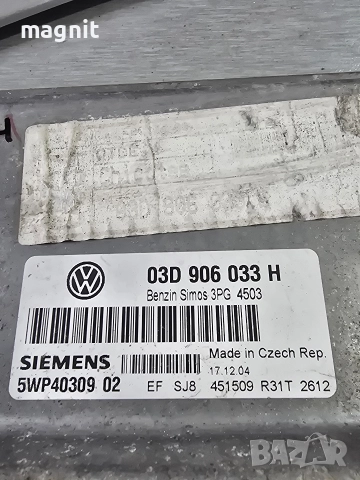 magnit
03D 906 033 H
Benzin Simos 3PG 4503
SIEMENS
Made in Czech Rep.
17.12.04
5WP40309 02 EF SJ8 451509 R31T 2612
bazar